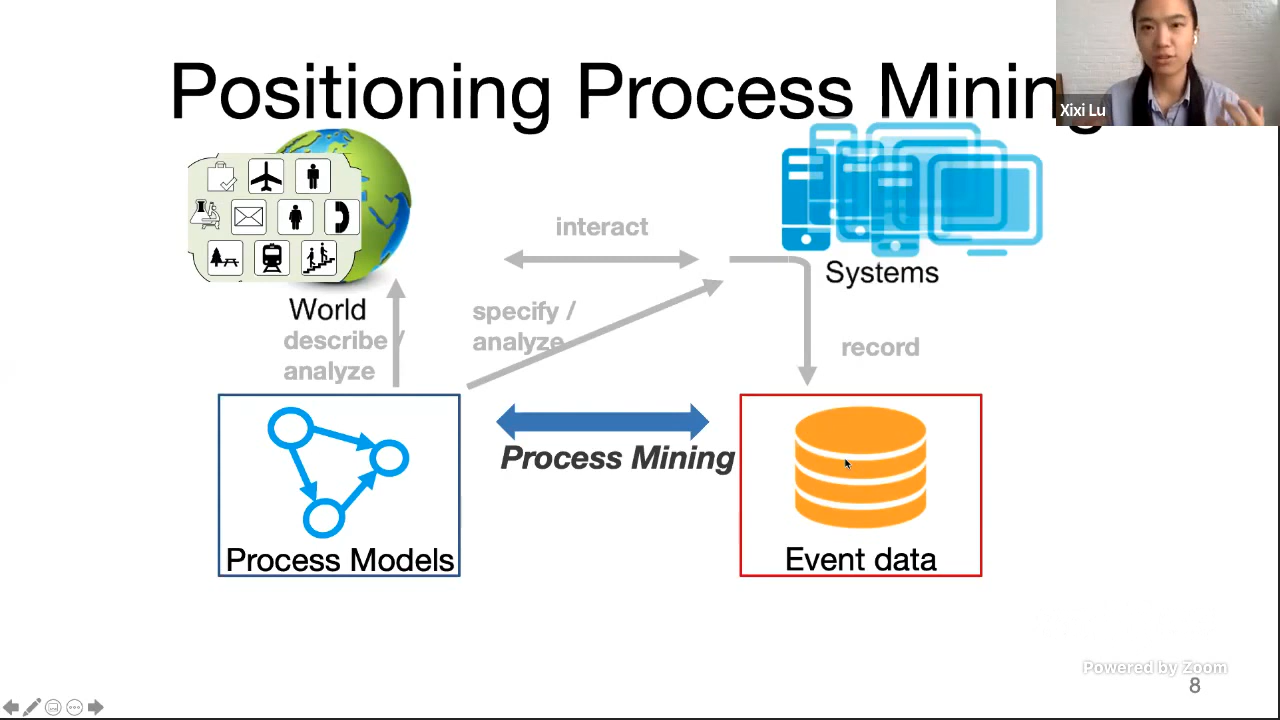 Positioning Process Mining
Xixi Lu
interact
Systems
World
specify /
analyze
describe /
analyze
record
Process Mining
Process Models
Event data
Powered by Zoom
8